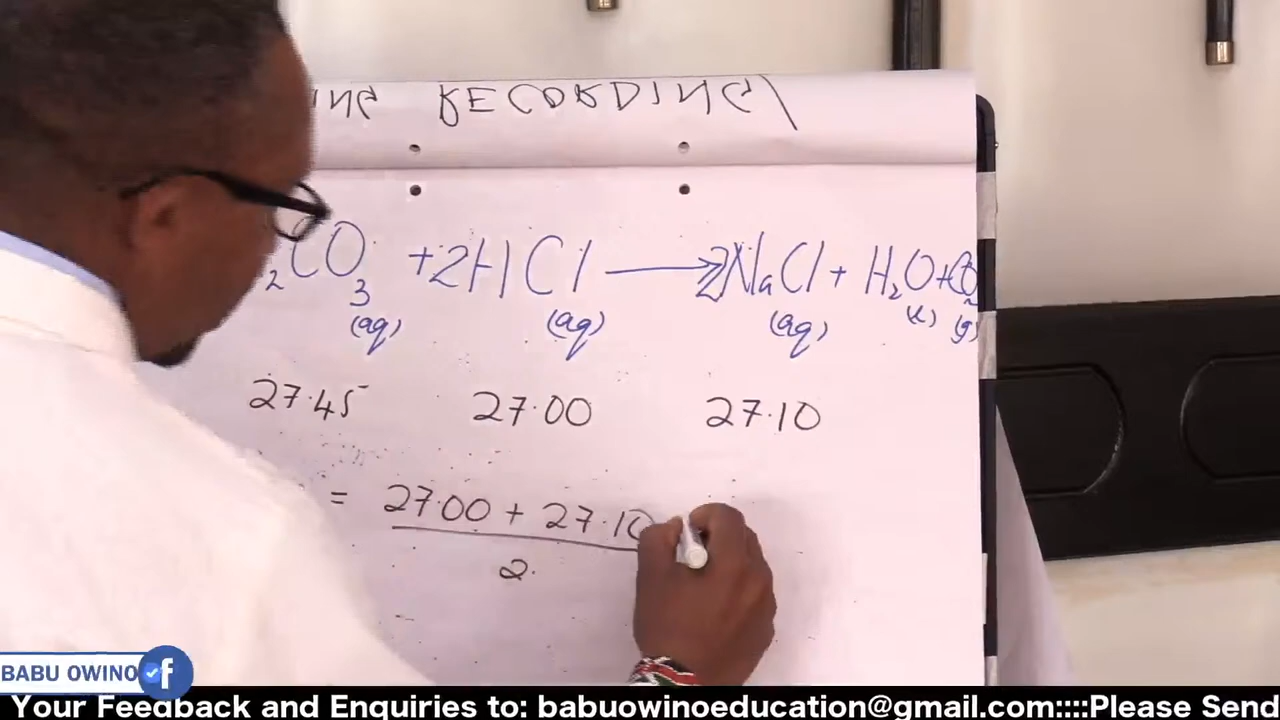 RECORDING
₂CO₃ + 2HCl → 2NaCl + H₂O + CO₂
(aq) (aq) (aq) (l) (g)
27.45 27.00 27.10
= 27.00 + 27.10
2.
BABU OWINO f
Your Feedback and Enquiries to: babuowinoeducation@gmail.com::::Please Send